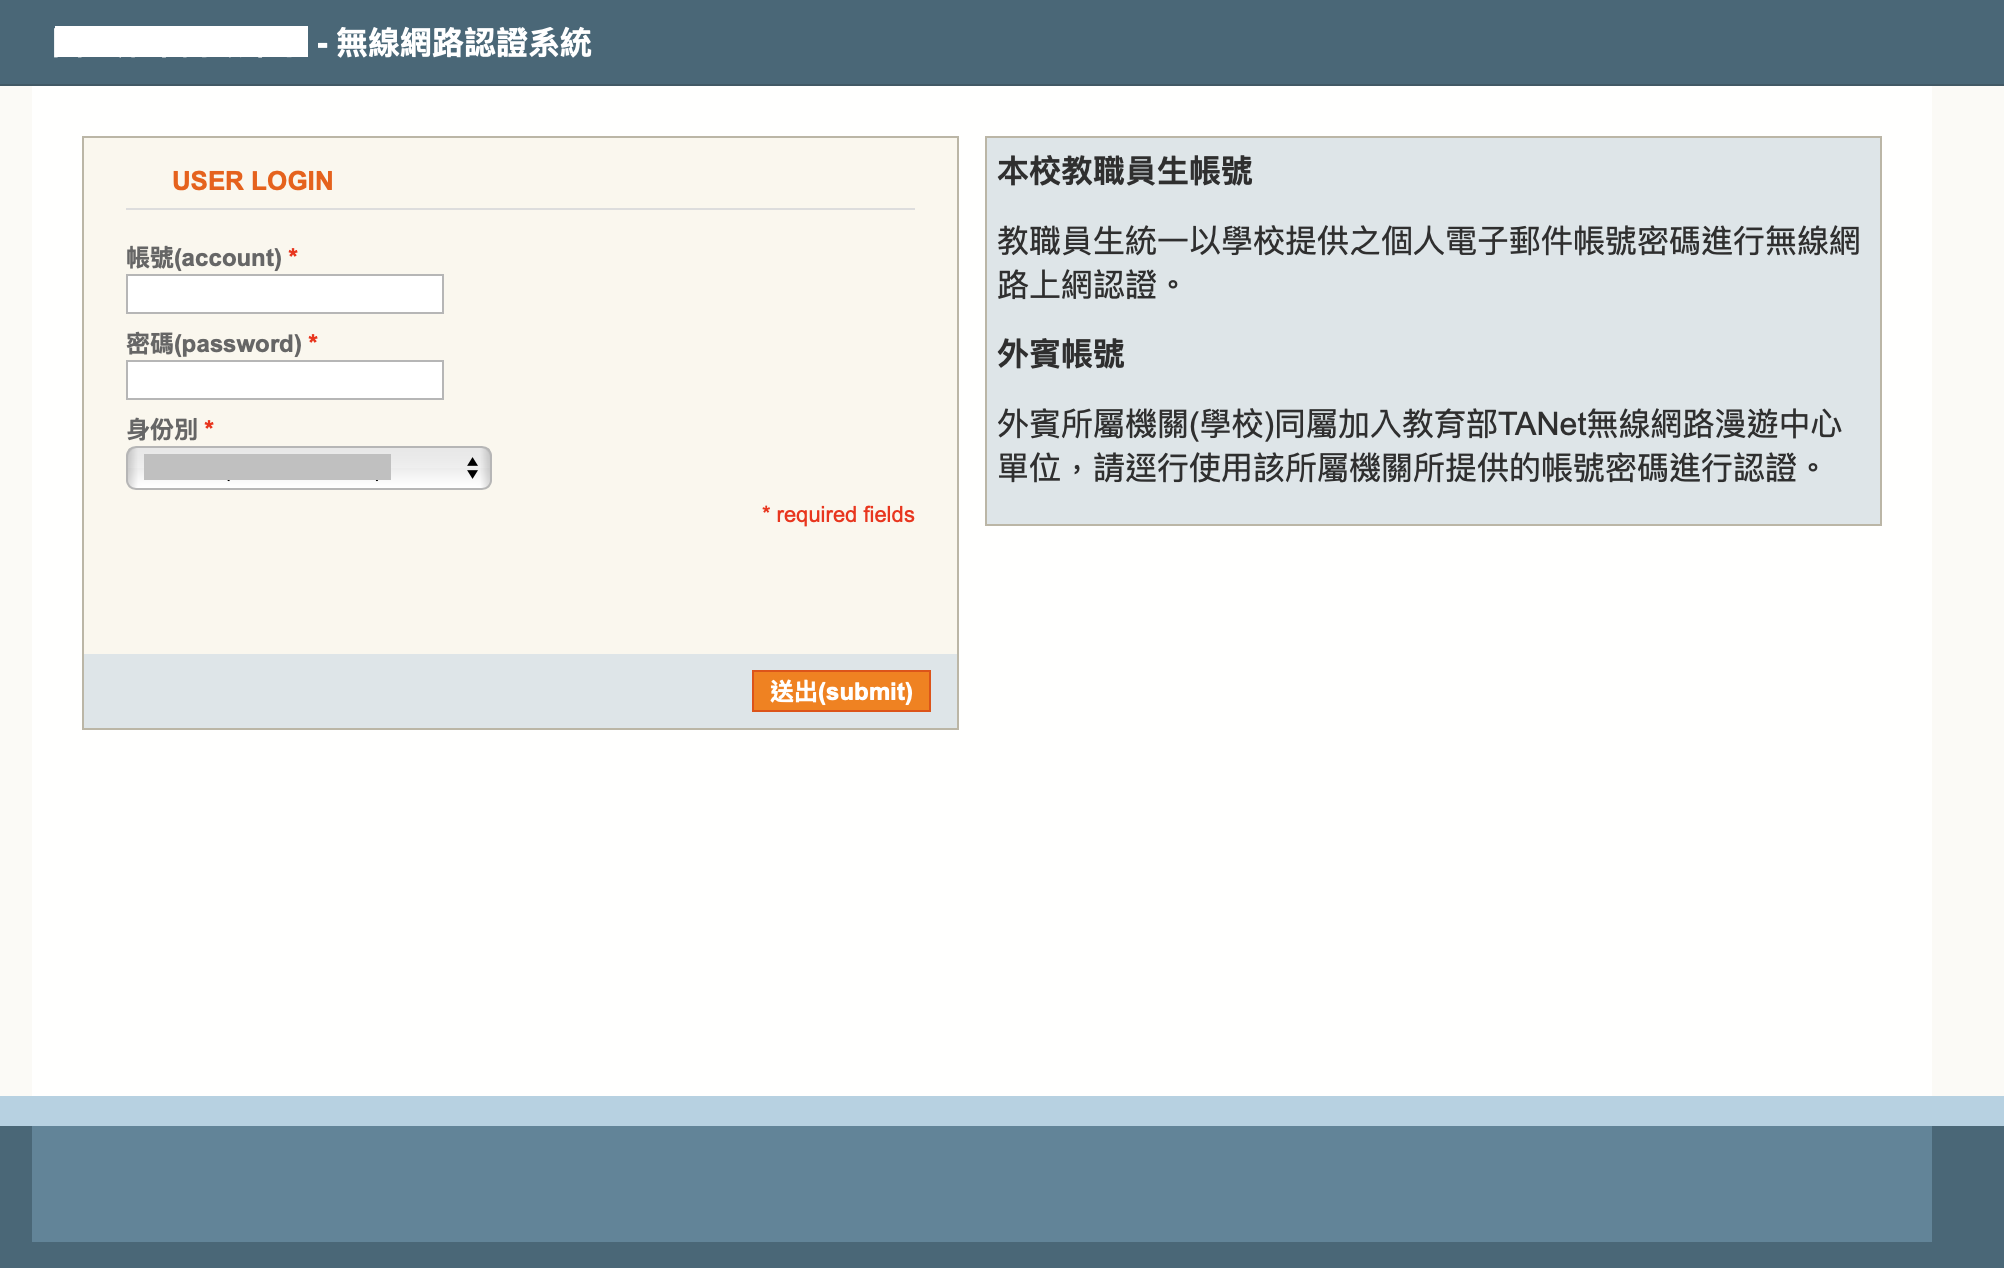 - 無線網路認證系統
USER LOGIN
帳號(account) *
密碼(password) *
身份別 *
* required fields
送出(submit)
本校教職員生帳號
教職員生統一以學校提供之個人電子郵件帳號密碼進行無線網
路上網認證。
外賓帳號
外賓所屬機關(學校)同屬加入教育部TANet無線網路漫遊中心
單位，請逕行使用該所屬機關所提供的帳號密碼進行認證。